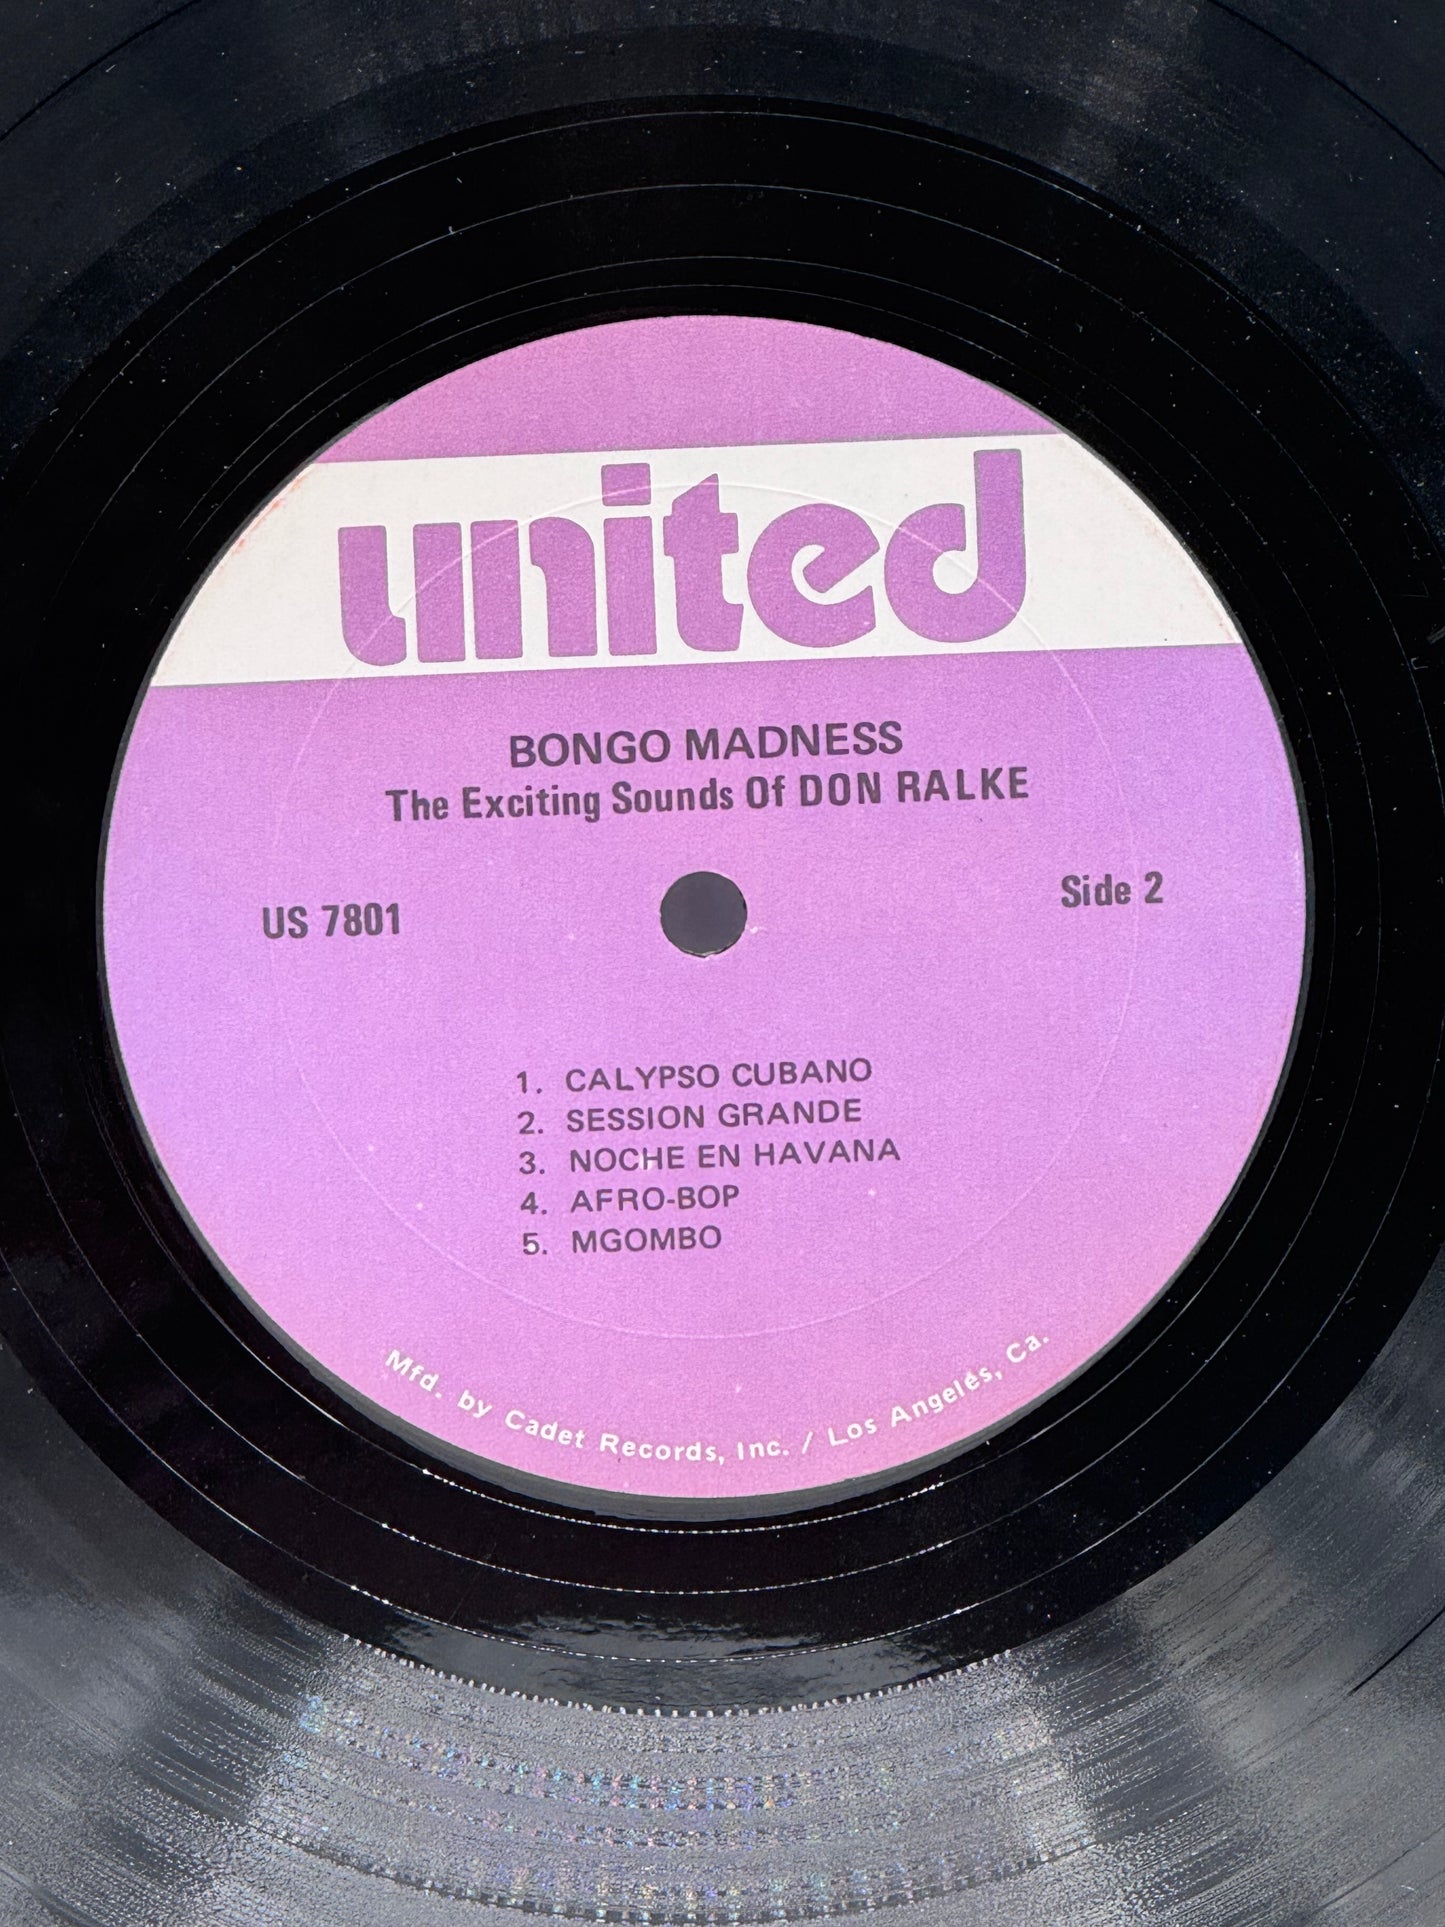 united
BONGO MADNESS
The Exciting Sounds Of DON RALKE
US 7801
Side 2
1. CALYPSO CUBANO
2. SESSION GRANDE
3. NOCHE EN HAVANA
4. AFRO-BOP
5. MGOMBO
Mfd. by Cadet Records, Inc. / Los Angeles, Ca.